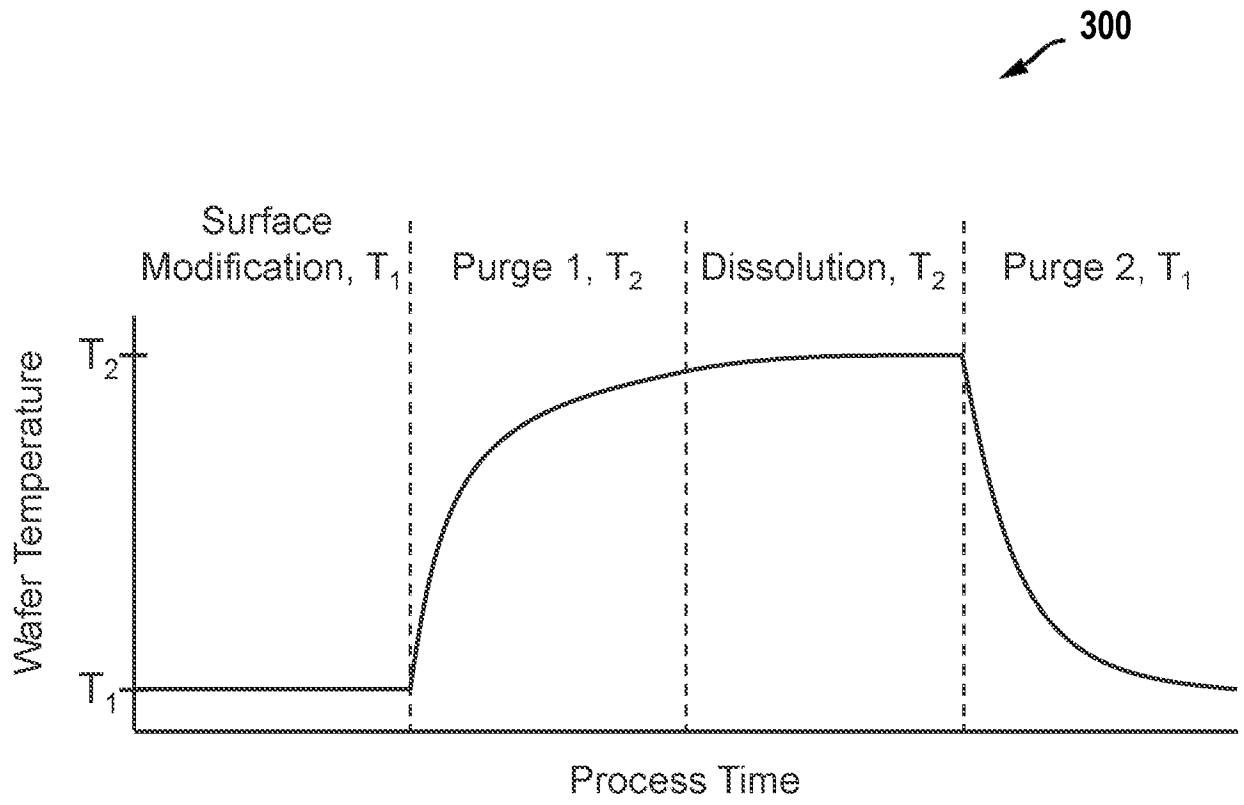 300
Surface
Modification, T₁
Purge 1, T₂
Dissolution, T₂
Purge 2, T₁
T₂
Wafer Temperature
T₁
Process Time